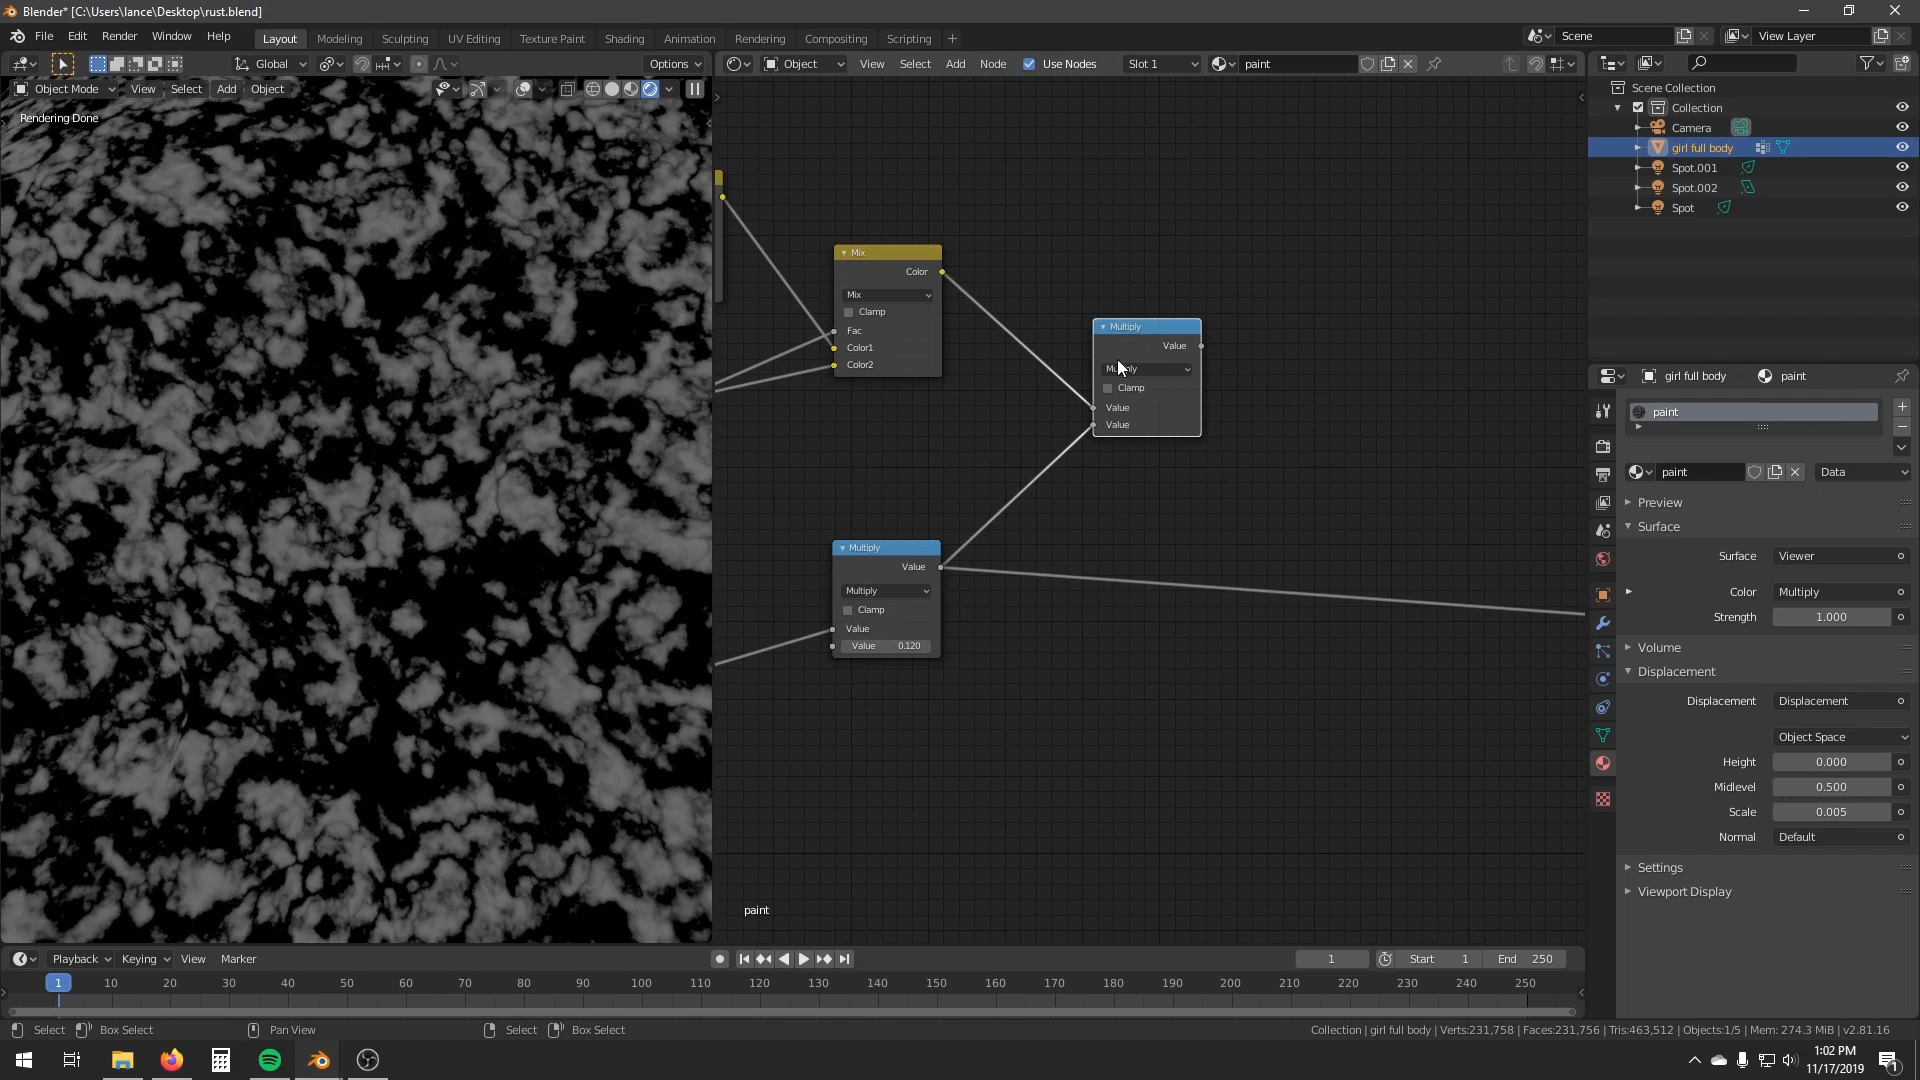 Blender* [C:\Users\lance\Desktop\rust.blend]
File Edit Render Window Help
Layout Modeling Sculpting UV Editing Texture Paint Shading Animation Rendering Compositing Scripting +
Scene View Layer
Global Options
Object View Select Add Node Use Nodes Slot 1 paint
Object Mode View Select Add Object
Rendering Done
Scene Collection
Collection
Camera
girl full body
Spot.001
Spot.002
Spot
Mix
Color
Mix
Clamp
Fac
Color1
Color2
Multiply
Value
Clamp
Value
Value
Multiply
Value
Multiply
Clamp
Value
Value 0.120
paint
girl full body paint
paint
paint Data
Preview
Surface
Surface Viewer
Color Multiply
Strength 1.000
Volume
Displacement
Displacement Displacement
Object Space
Height 0.000
Midlevel 0.500
Scale 0.005
Normal Default
Settings
Viewport Display
Playback Keying View Marker
1 Start 1 End 250
1 10 20 30 40 50 60 70 80 90 100 110 120 130 140 150 160 170 180 190 200 210 220 230 240 250
Select Box Select Pan View Select Box Select
Collection | girl full body | Verts:231,758 | Faces:231,756 | Tris:463,512 | Objects:1/5 | Mem: 274.3 MiB | v2.81.16
1:02 PM
11/17/2019
1